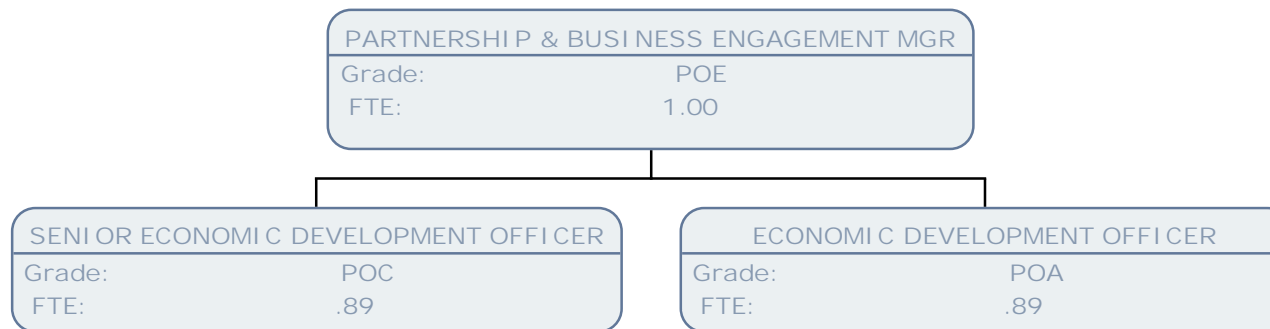 PARTNERSHIP & BUSINESS ENGAGEMENT MGR
Grade: POE
FTE: 1.00
SENIOR ECONOMIC DEVELOPMENT OFFICER
Grade: POC
FTE: .89
ECONOMIC DEVELOPMENT OFFICER
Grade: POA
FTE: .89